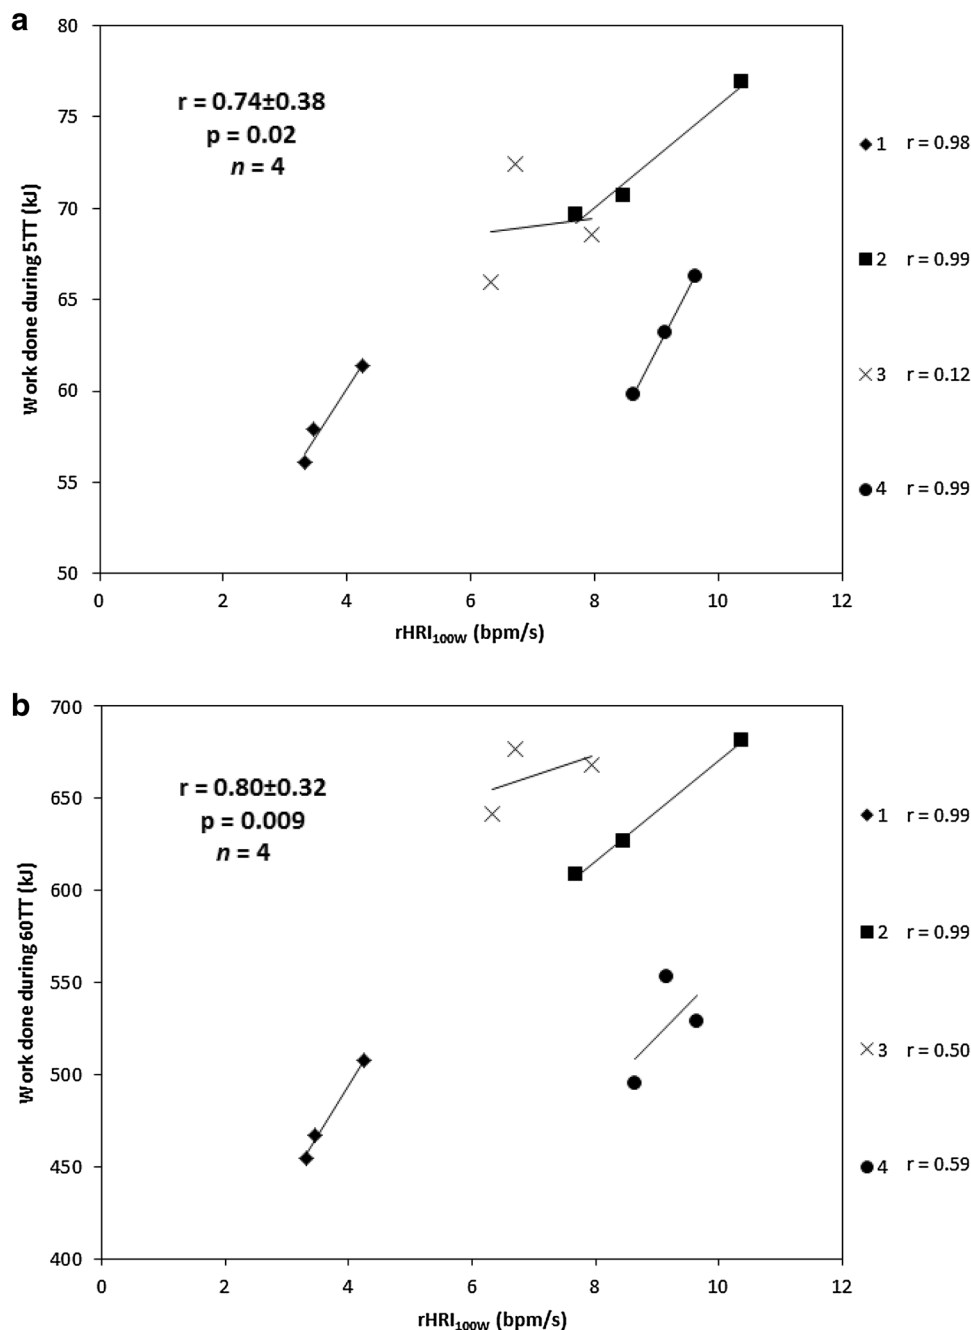 a
80
75
70
65
60
55
50
0 2 4 6 8 10 12
Work done during 5TT (kJ)
rHRI100W (bpm/s)
r = 0.74±0.38
p = 0.02
n = 4
1 r = 0.98
2 r = 0.99
3 r = 0.12
4 r = 0.99
b
700
650
600
550
500
450
400
0 2 4 6 8 10 12
Work done during 60TT (kJ)
rHRI100W (bpm/s)
r = 0.80±0.32
p = 0.009
n = 4
1 r = 0.99
2 r = 0.99
3 r = 0.50
4 r = 0.59